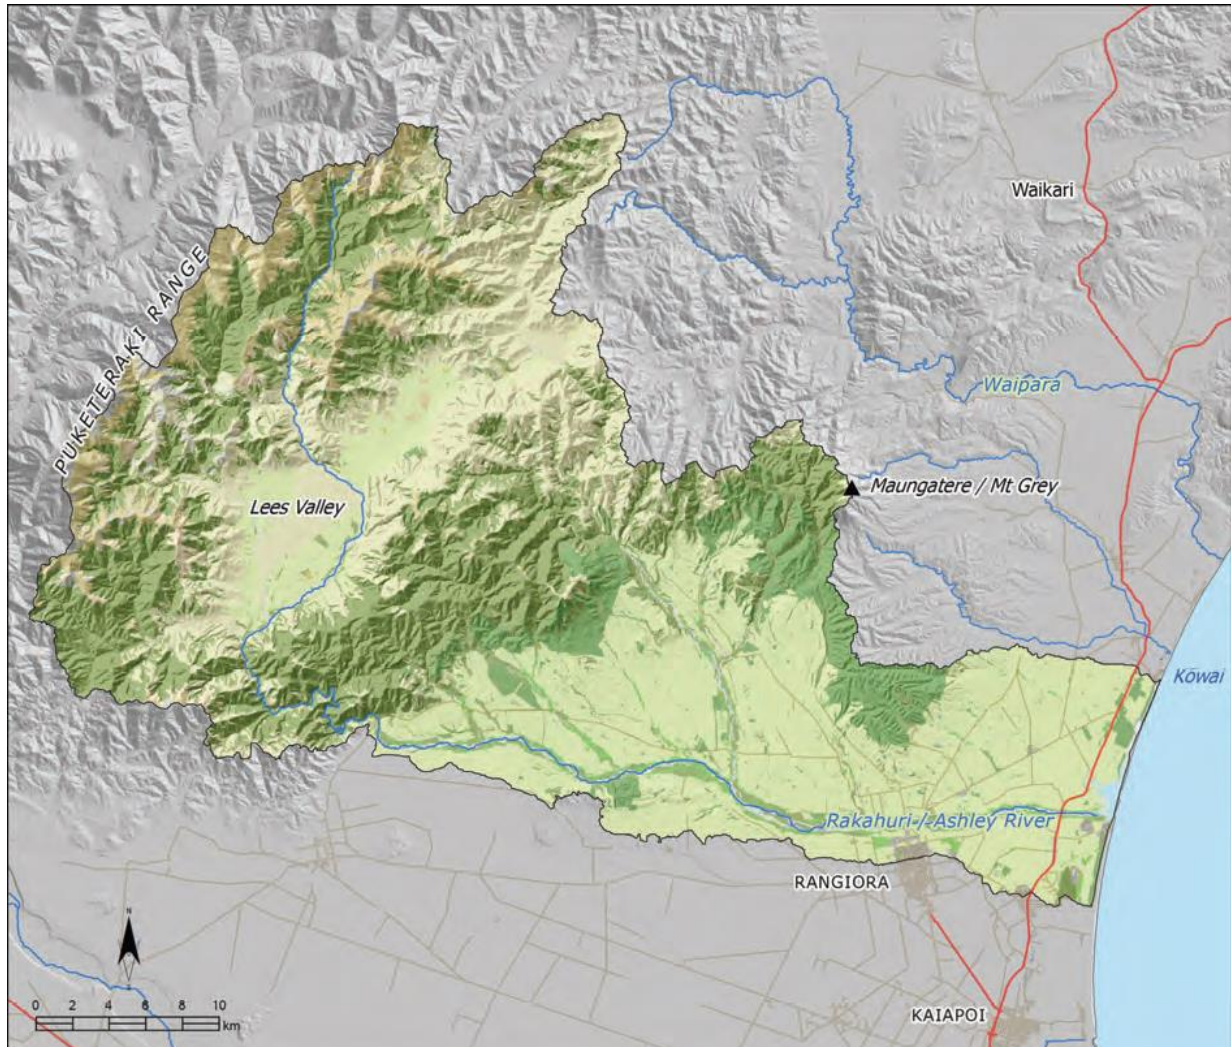 Waikari
PUKETERAKI RANGE
Waipara
Maungatere / Mt Grey
Lees Valley
Kōwai
Rakahuri / Ashley River
RANGIORA
N
S
0 2 4 6 8 10
km
KAIAPOI